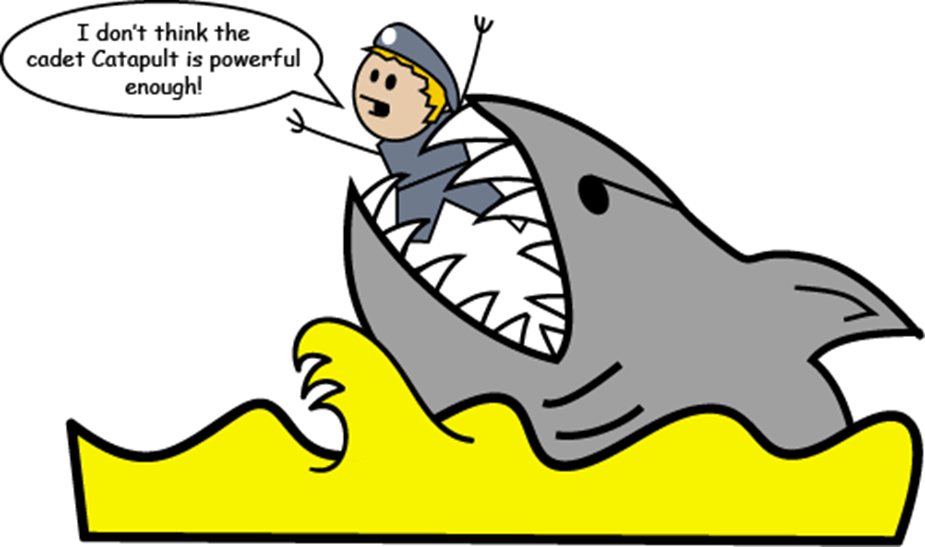 I don't think the
cadet Catapult is powerful
enough!